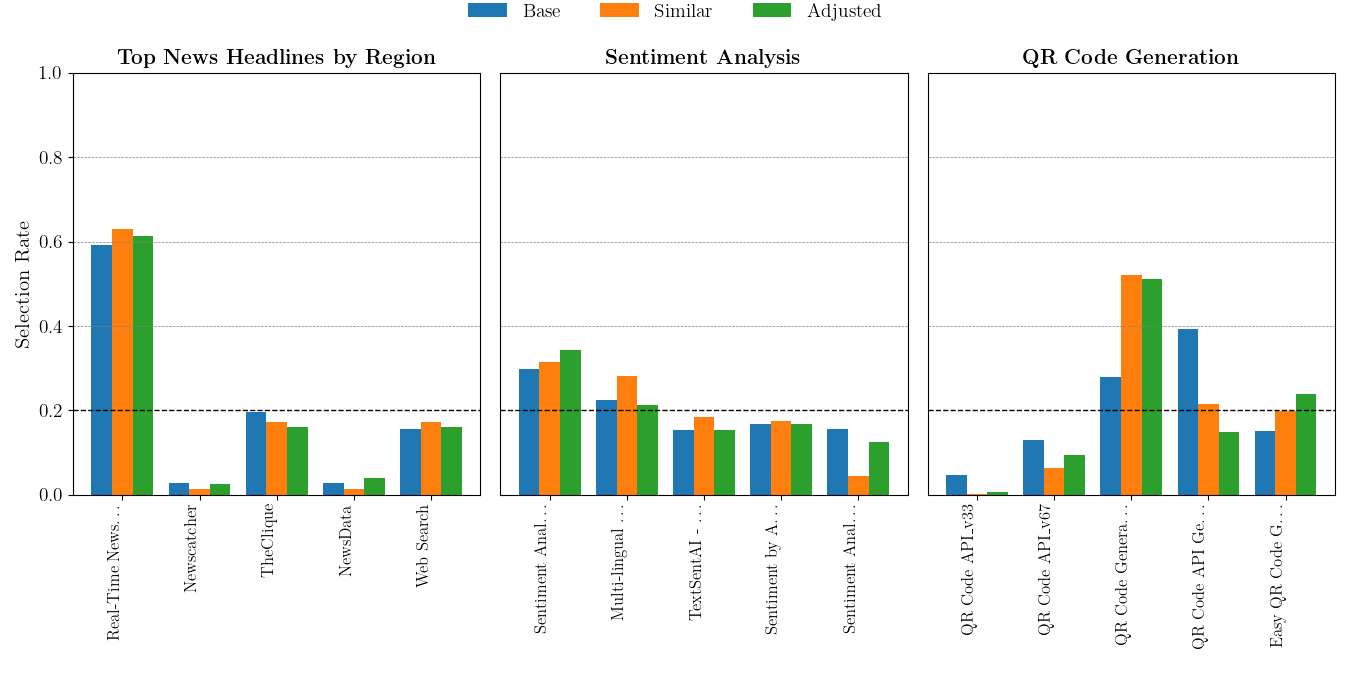 Base Similar Adjusted
Top News Headlines by Region
Sentiment Analysis
QR Code Generation
Selection Rate
1.0
0.8
0.6
0.4
0.2
0.0
Real-Time News...
Newscatcher
TheClique
NewsData
Web Search
Sentiment Anal...
Multi-lingual ...
TextSentAI - ...
Sentiment by A...
Sentiment Anal...
QR Code API_v33
QR Code API_v67
QR Code Genera...
QR Code API Ge...
Easy QR Code G...